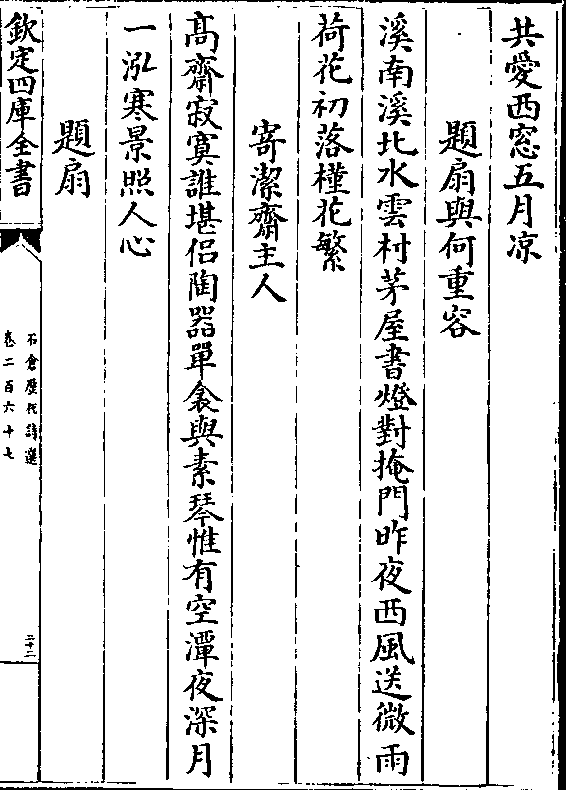 共愛西窓五月凉
題扇與何重容
溪南溪北水雲村茅屋書燈對掩門昨夜西風送微雨
荷花初落槿花繁
寄潔齋主人
髙齋寂寞誰堪侣陶器單衾與素琴惟有空潭夜深月
一泓寒景照人心
題扇
欽定四庫全書
石倉歷代詩選
卷二百六十七
二十二